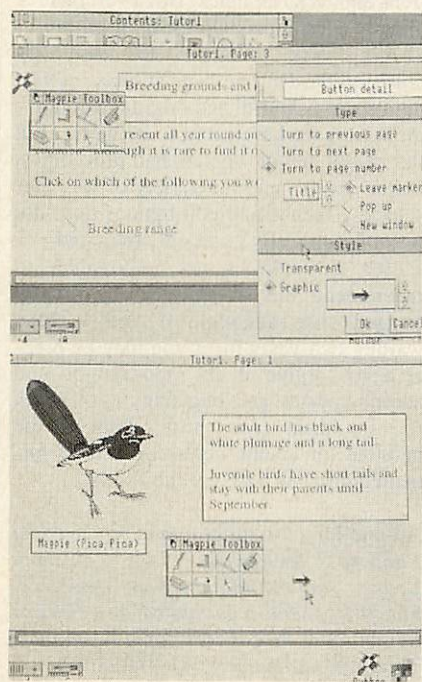 Contents: Tutor1
Tutor1. Page: 3
Breeding grounds and
Magpie Toolbox
resent all year round an
though it is rare to find it
Click on which of the following you w
Breeding range
Button detail
Type
Turn to previous page
Turn to next page
Turn to page number
Title
Leave marker
Pop up
New window
Style
Transparent
Graphic
Ok
Cancel
Tutor1. Page: 1
The adult bird has black and
white plumage and a long tail
Juvenile birds have short tails and
stay with their parents until
September.
Magpie (Pica Pica)
Magpie Toolbox